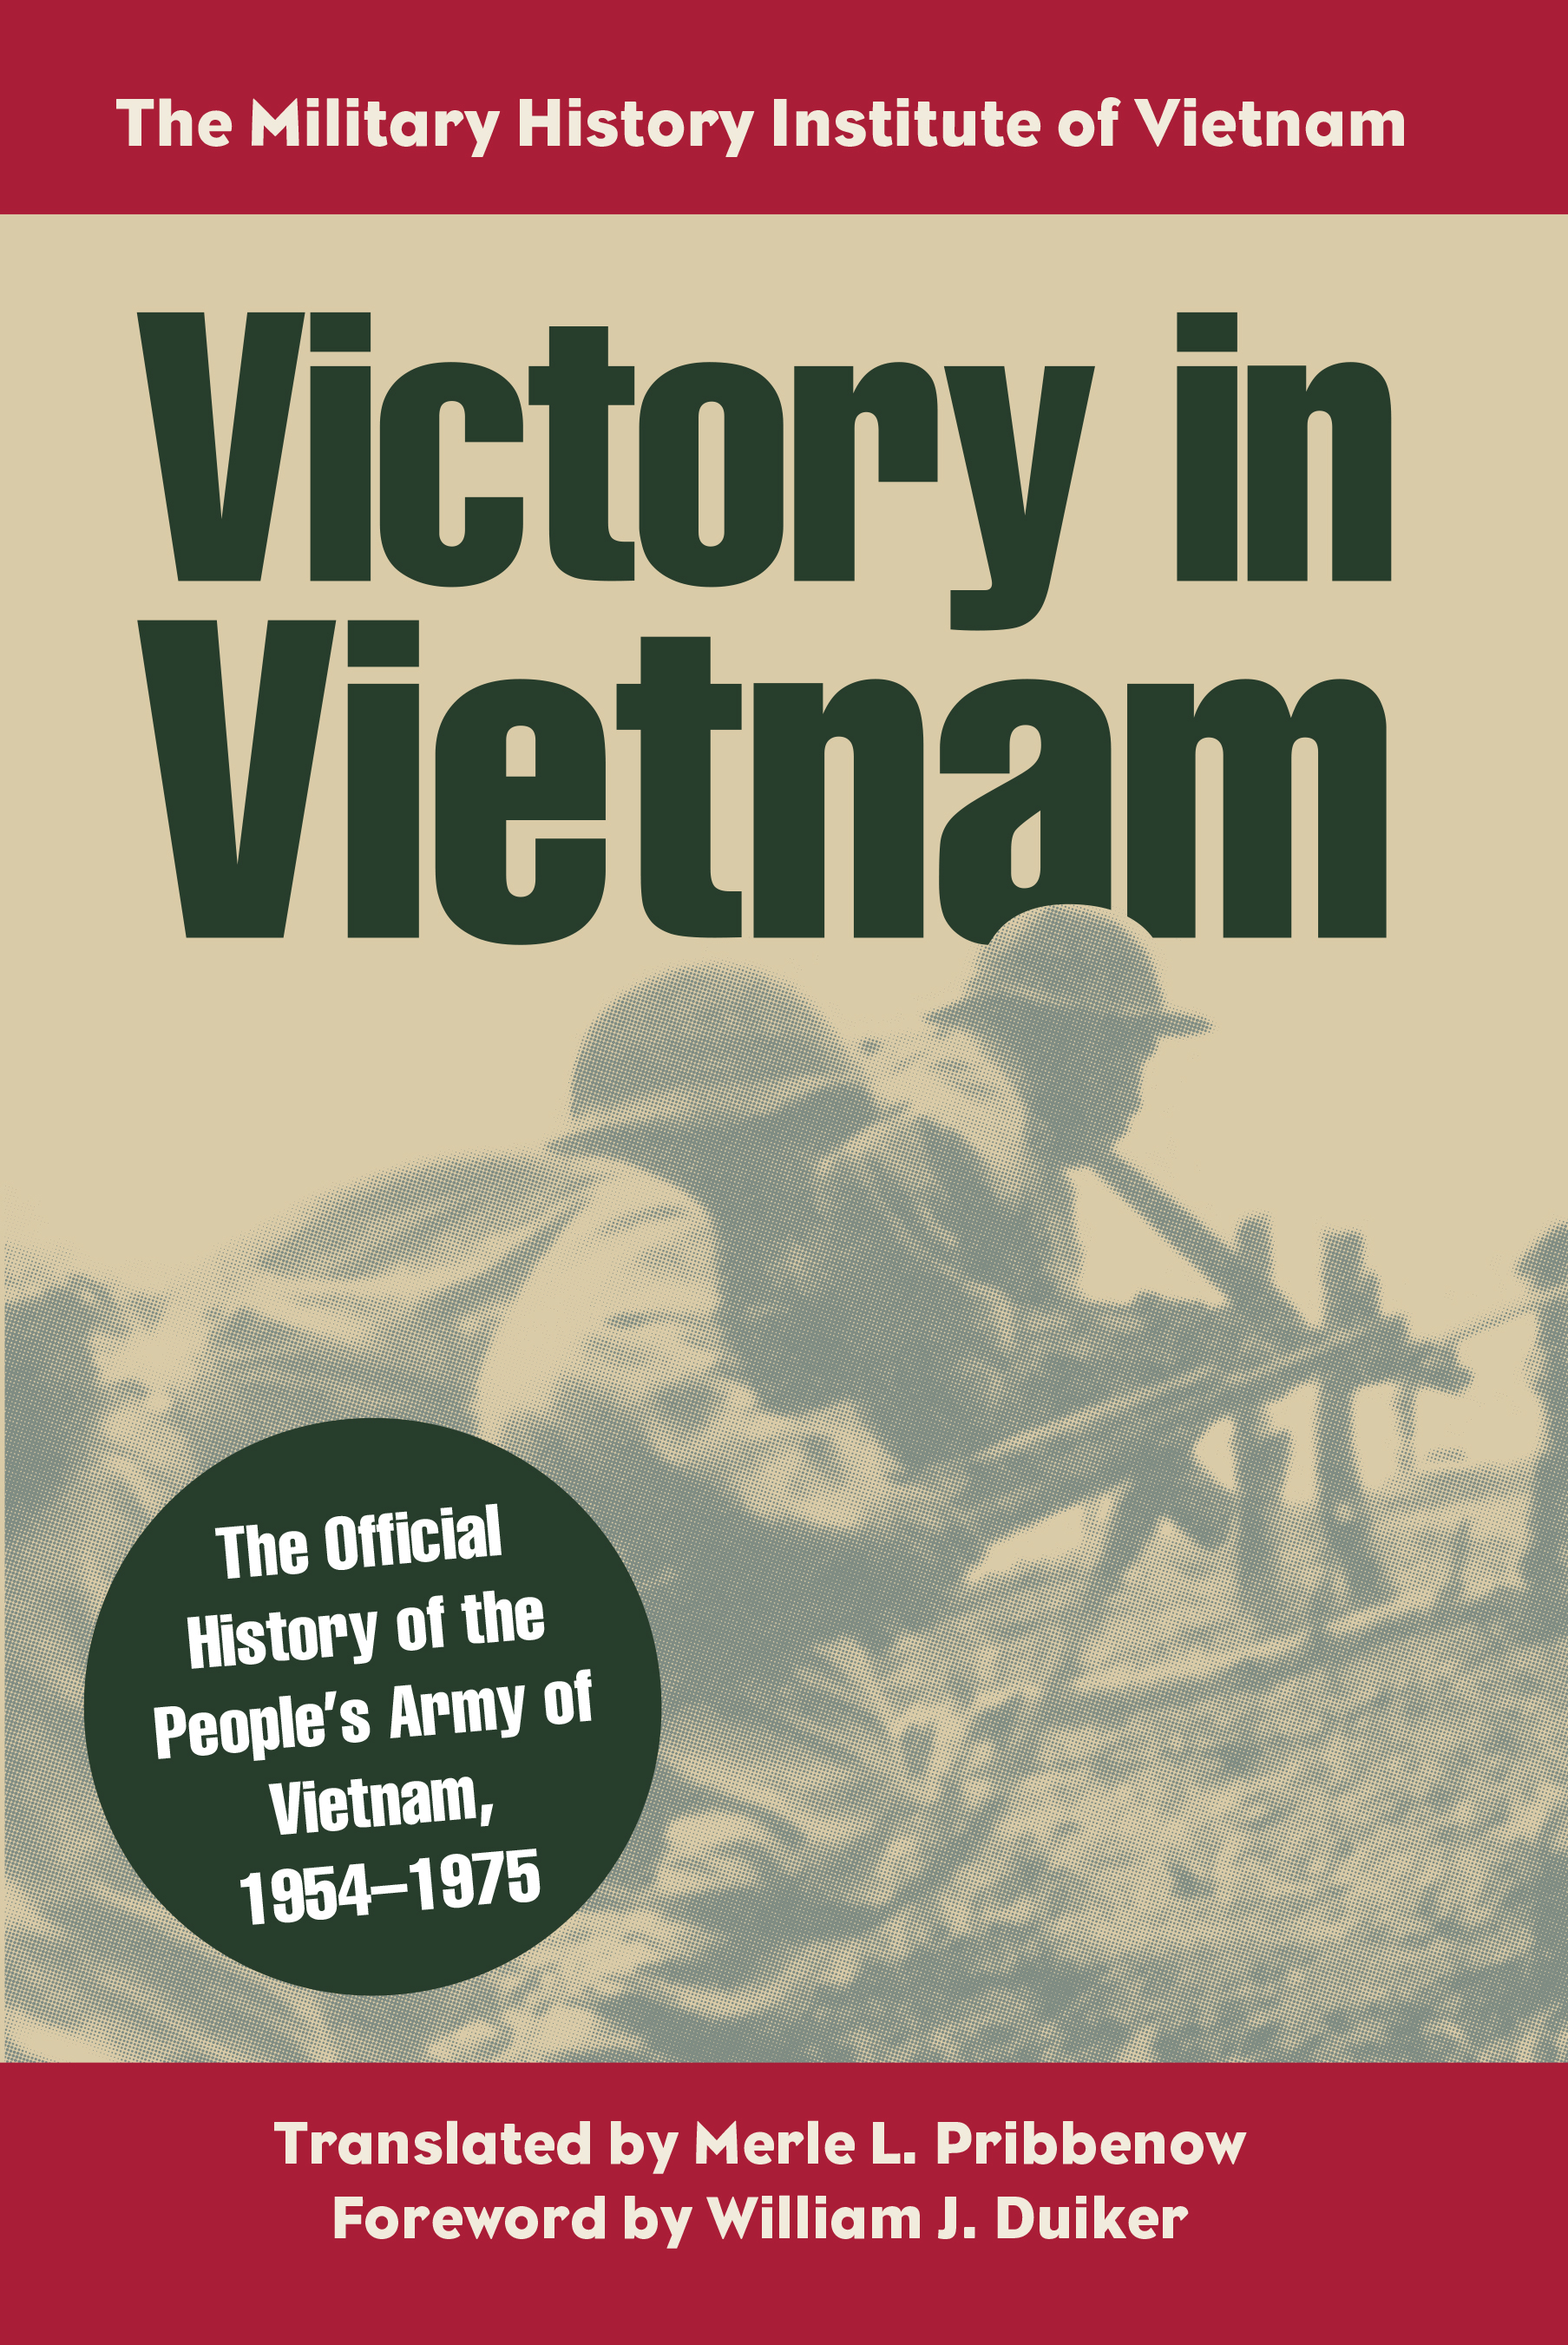 The Military History Institute of Vietnam
Victory in
Vietnam
The Official
History of the
People's Army of
Vietnam,
1954–1975
Translated by Merle L. Pribbenow
Foreword by William J. Duiker